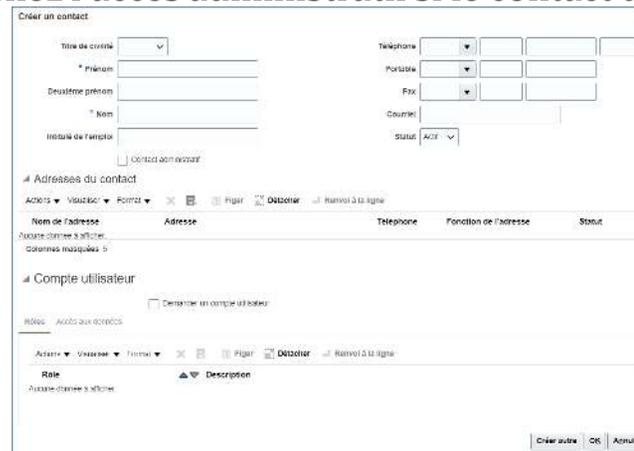 Créer un contact
Titre de civilité
Téléphone
* Prénom
Portable
Deuxième prénom
Fax
* Nom
Courriel
Intitulé de l'emploi
Statut Actif
Contact administratif
Adresses du contact
Actions Visualiser Format Figer Détacher Renvoi à la ligne
Nom de l'adresse Adresse Téléphone Fonction de l'adresse Statut
Aucune donnée à afficher.
Colonnes masquées 5
Compte utilisateur
Demander un compte utilisateur
Rôles Accès aux données
Actions Visualiser Format Figer Détacher Renvoi à la ligne
Rôle Description
Aucune donnée à afficher.
Créer autre OK Annul